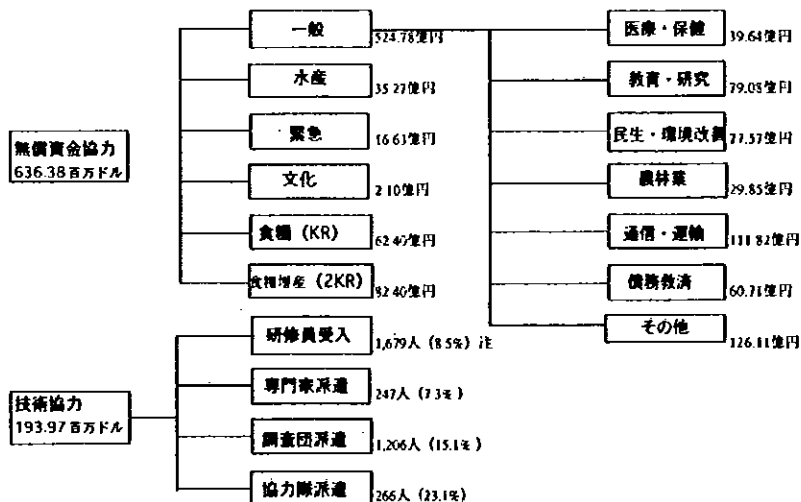 無償資金協力
636.38 百万ドル
一般
524.78億円
水産
35.27億円
緊急
16.63億円
文化
2.10億円
食糧（KR）
62.40億円
食糧増産（2KR）
82.40億円
医療・保健
39.64億円
教育・研究
79.08億円
民生・環境改善
77.57億円
農林業
29.85億円
通信・運輸
111.82億円
債務救済
60.71億円
その他
126.11億円
技術協力
193.97 百万ドル
研修員受入
1,679人（8.5%）注
専門家派遣
247人（7.3%）
調査団派遣
1,206人（15.1%）
協力隊派遣
266人（23.1%）